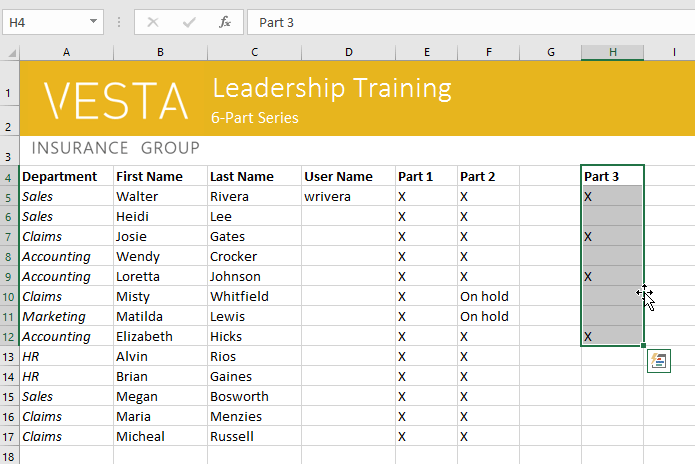 H4 fx Part 3
A B C D E F G H I
1 VESTA Leadership Training
2 6-Part Series
3 INSURANCE GROUP
4 Department First Name Last Name User Name Part 1 Part 2 Part 3
5 Sales Walter Rivera wrivera X X X
6 Sales Heidi Lee X X
7 Claims Josie Gates X X X
8 Accounting Wendy Crocker X X
9 Accounting Loretta Johnson X X X
10 Claims Misty Whitfield X On hold
11 Marketing Matilda Lewis X On hold
12 Accounting Elizabeth Hicks X X X
13 HR Alvin Rios X X
14 HR Brian Gaines X X
15 Sales Megan Bosworth X X
16 Claims Maria Menzies X X
17 Claims Micheal Russell X X
18